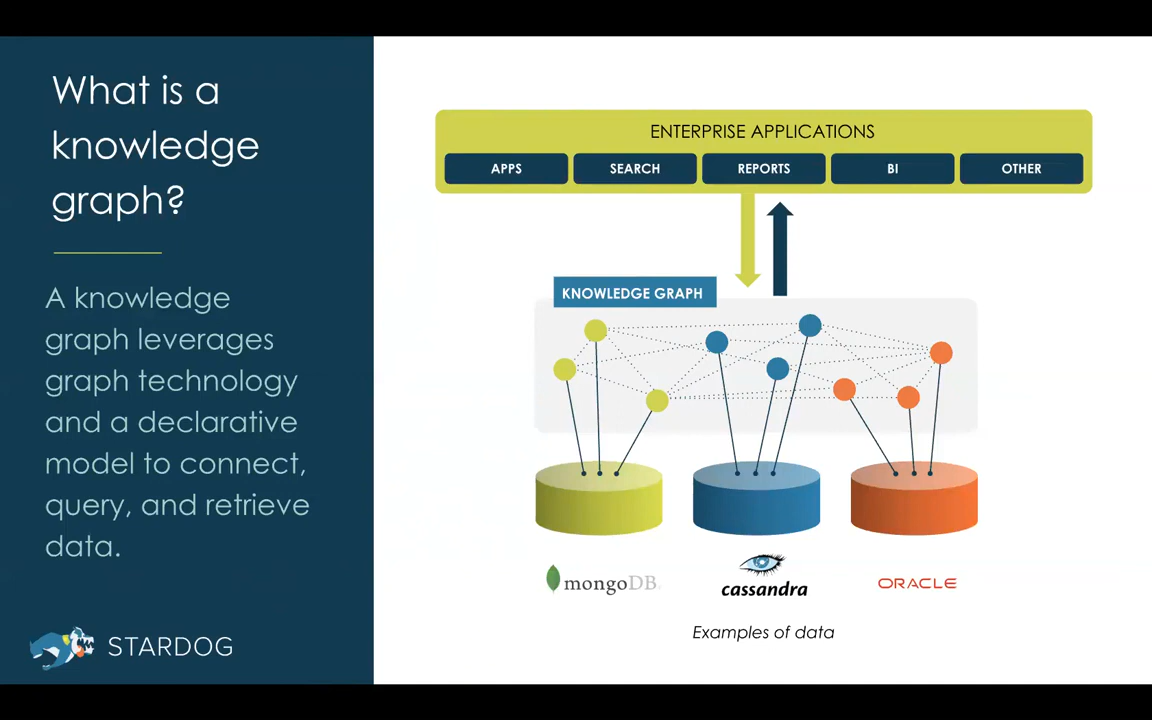 What is a
knowledge
graph?
A knowledge
graph leverages
graph technology
and a declarative
model to connect,
query, and retrieve
data.
STARDOG
ENTERPRISE APPLICATIONS
APPS
SEARCH
REPORTS
BI
OTHER
KNOWLEDGE GRAPH
mongoDB
cassandra
ORACLE
Examples of data